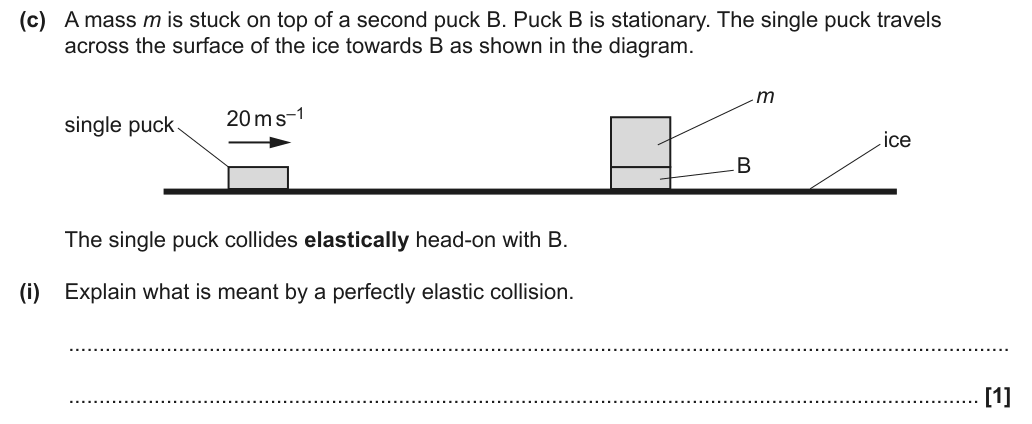 (c) A mass m is stuck on top of a second puck B. Puck B is stationary. The single puck travels
across the surface of the ice towards B as shown in the diagram.
m
single puck
20 m s⁻¹
ice
B
The single puck collides elastically head-on with B.
(i) Explain what is meant by a perfectly elastic collision.
..........................................................................................................................................................
..................................................................................................................................................... [1]